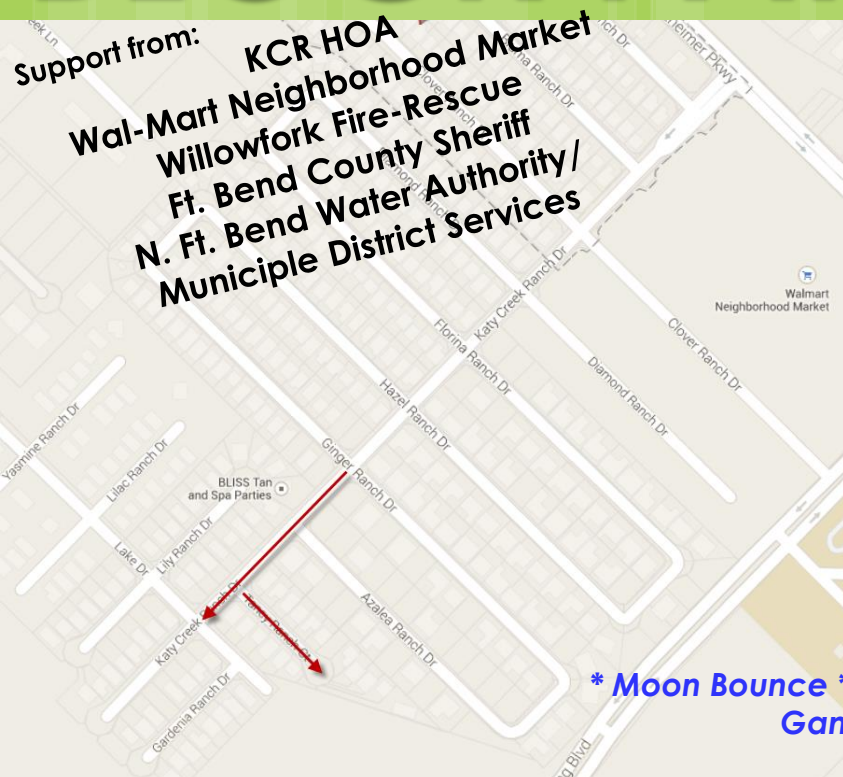 Support from:
KCR HOA
Wal-Mart Neighborhood Market
Willowfork Fire-Rescue
Ft. Bend County Sheriff
N. Ft. Bend Water Authority/
Municiple District Services
Katy Creek Ranch Dr
Walmart
Neighborhood Market
Florina Ranch Dr
Clover Ranch Dr
Diamond Ranch Dr
Hazel Ranch Dr
Yasmine Ranch Dr
Lilac Ranch Dr
Ginger Ranch Dr
BLISS Tan
and Spa Parties
Lily Ranch Dr
Lake Dr
Azalea Ranch Dr
Katy Creek Ranch Dr
Gardenia Ranch Dr
* Moon Bounce *
Blvd